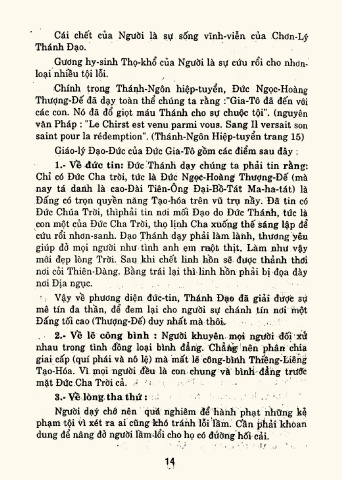 Cái chết của Người là sự sống vĩnh-viễn của Chơn-Lý
Thánh Đạo.
Gương hy-sinh Thọ-khổ của Người là sự cứu rỗi cho nhơn-
loại nhiều tội lỗi.
Chính trong Thánh-Ngôn hiệp-tuyển, Đức Ngọc-Hoàng
Thượng-Đế đã dạy toàn thể chúng ta rằng :"Gia-Tô đã đến với
các con. Nó đã đổ giọt máu Thánh cho sự chuộc tội". (nguyên
văn Pháp : "Le Chirst est venu parmi vous. Sang Il versait son
saint pour la rédemption". (Thánh-Ngôn Hiệp-tuyển trang 15)
Giáo-lý Đạo-Đức của Đức Gia-Tô gồm các điểm sau đây :
1.- Về đức tin: Đức Thánh dạy chúng ta phải tin rằng:
Chỉ có Đức Cha trời, tức là Đức Ngọc-Hoàng Thượng-Đế (mà
nay tá danh là cao-Đài Tiên-Ông Đại-Bồ-Tát Ma-ha-tát) là
Đấng có trọn quyền năng Tạo-hóa trên vũ trụ nầy. Đã tin có
Đức Chúa Trời, thìphải tin nơi mối Đạo do Đức Thánh, tức là
con một của Đức Cha Trời, thọ lịnh Cha xuống thế sáng lập để
cứu rỗi nhơn-sanh. Đạo Thánh dạy phải làm lành, thương yêu
giúp đỡ mọi người như tình anh em ruột thịt. Làm như vậy
mới đẹp lòng Trời. Sau khi chết linh hồn sẽ được thảnh thơi
nơi cõi Thiên-Đàng. Bằng trái lại thì linh hồn phải bị đọa đày
nơi Địa ngục.
Vậy về phương diện đức-tin, Thánh Đạo đã giải được sự
mê tín đa thần, để đem lại cho người sự chánh tín nơi một
Đấng tối cao (Thượng-Đế) duy nhất mà thôi.
2.- Về lẽ công bình : Người khuyên mọi người đối xử
nhau trong tình đồng loại bình đẳng. Chẳng nên phân chia
giai cấp (quí phái và nô lệ) mà mất lẽ công-bình Thiêng-Liêng
Tạo-Hóa. Vì mọi người đều là con chung và bình đẳng trước
mặt Đức Cha Trời cả.
3.- Về lòng tha thứ :
Người dạy chớ nên quá nghiêm để hành phạt những kẻ
phạm tội vì xét ra ai cũng khó tránh lỗi lầm. Cần phải khoan
dung để nâng đỡ người lầm lỗi cho họ có đường hối cải.
14